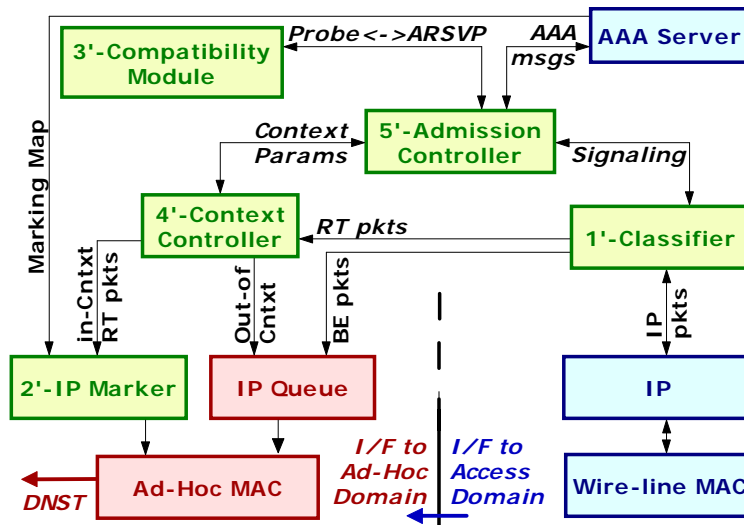 3'-Compatibility
Module
Probe<->ARSVP
AAA
msgs
AAA Server
Context
Params
5'-Admission
Controller
Signaling
Marking Map
4'-Context
Controller
RT pkts
1'-Classifier
in-Cntxt
RT pkts
Out-of
Cntxt
BE pkts
IP
pkts
2'-IP Marker
IP Queue
IP
I/F to
Ad-Hoc
Domain
I/F to
Access
Domain
DNST
Ad-Hoc MAC
Wire-line MAC